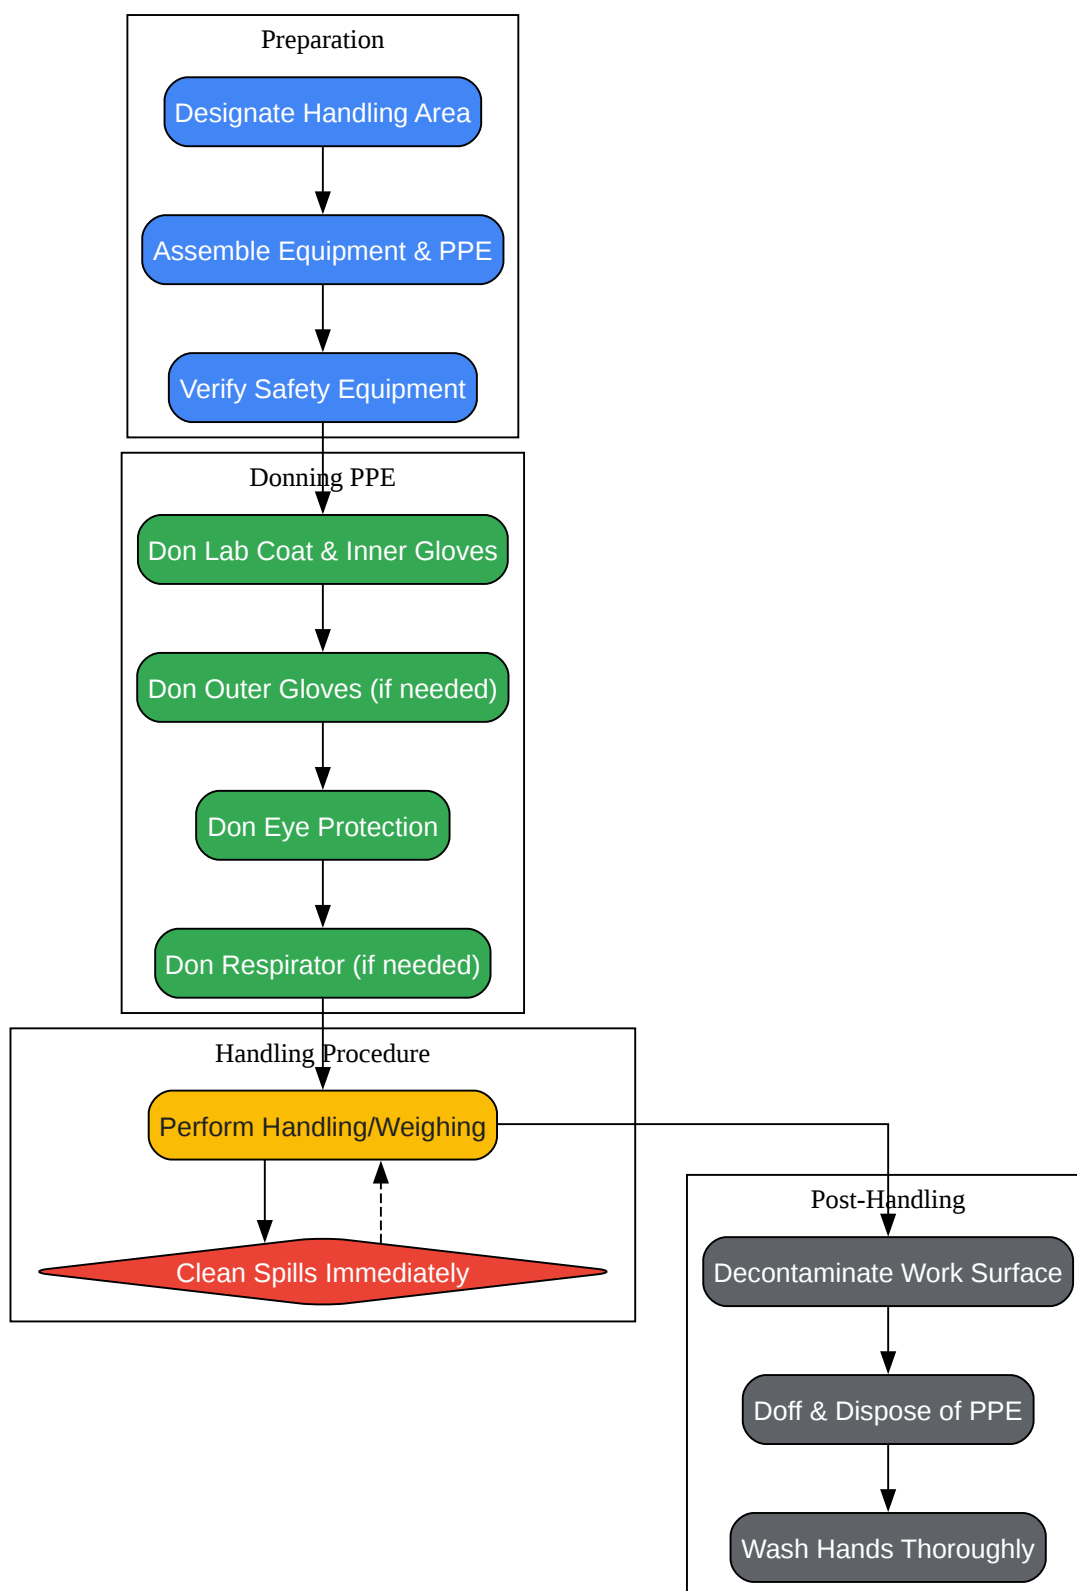 Preparation
Designate Handling Area
Assemble Equipment & PPE
Verify Safety Equipment
Donning PPE
Don Lab Coat & Inner Gloves
Don Outer Gloves (if needed)
Don Eye Protection
Don Respirator (if needed)
Handling Procedure
Perform Handling/Weighing
Clean Spills Immediately
Post-Handling
Decontaminate Work Surface
Doff & Dispose of PPE
Wash Hands Thoroughly